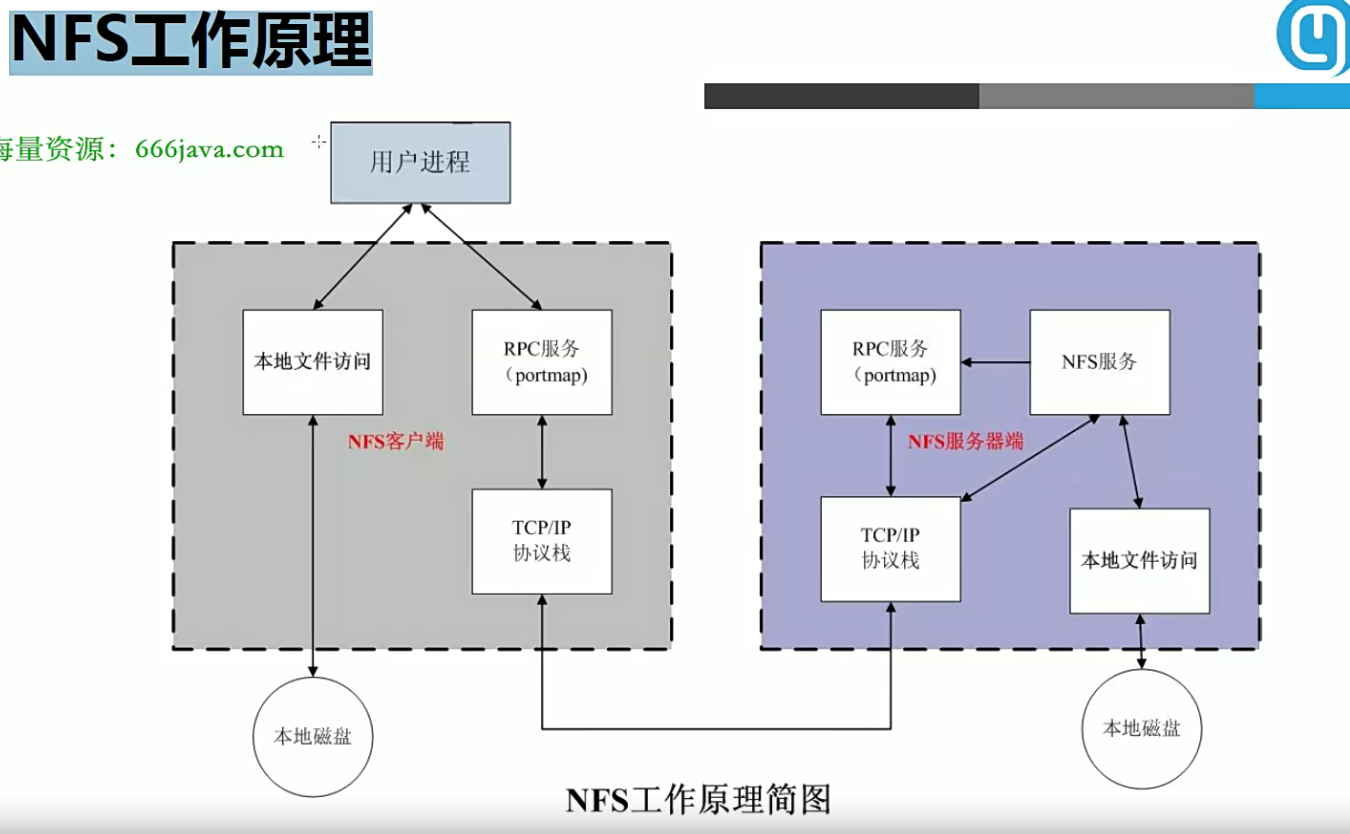 NFS工作原理
海量资源：666java.com
用户进程
本地文件访问
RPC服务
（portmap)
NFS客户端
TCP/IP
协议栈
本地磁盘
RPC服务
（portmap)
NFS服务
NFS服务器端
TCP/IP
协议栈
本地文件访问
本地磁盘
NFS工作原理简图